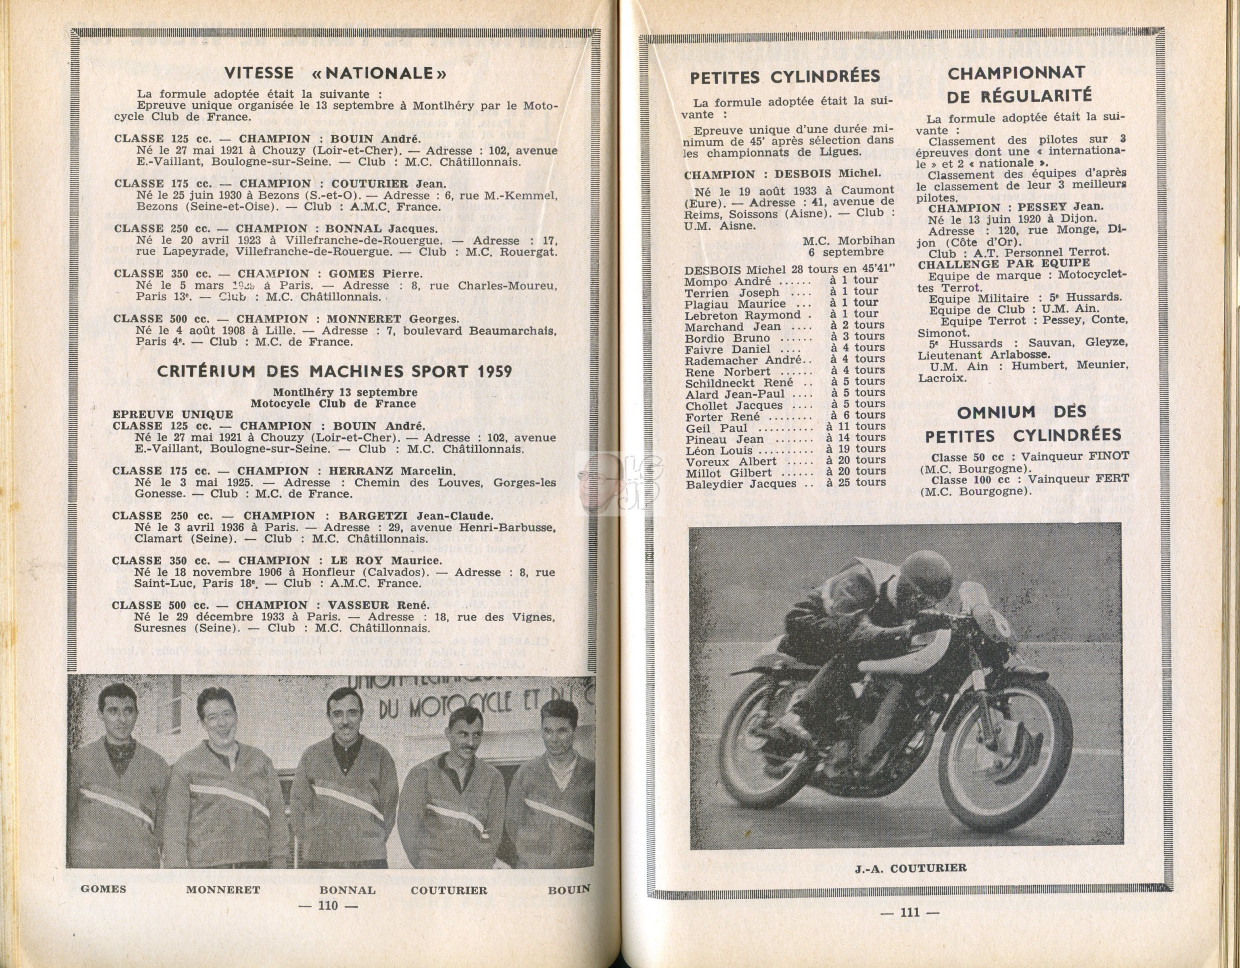 VITESSE «NATIONALE»
La formule adoptée était la suivante :
Epreuve unique organisée le 13 septembre à Montlhéry par le Moto-
cycle Club de France.
CLASSE 125 cc. — CHAMPION : BOUIN André.
Né le 27 mai 1921 à Chouzy (Loir-et-Cher). — Adresse : 102, avenue
E.-Vaillant, Boulogne-sur-Seine. — Club : M.C. Châtillonnais.
CLASSE 175 cc. — CHAMPION : COUTURIER Jean.
Né le 25 juin 1930 à Bezons (S.-et-O). — Adresse : 6, rue M.-Kemmel,
Bezons (Seine-et-Oise). — Club : A.M.C. France.
CLASSE 250 cc. — CHAMPION : BONNAL Jacques.
Né le 20 avril 1923 à Villefranche-de-Rouergue. — Adresse : 17,
rue Lapeyrade, Villefranche-de-Rouergue. — Club : M.C. Rouergat.
CLASSE 350 cc. — CHAMPION : GOMES Pierre.
Né le 5 mars à Paris. — Adresse : 8, rue Charles-Moureu,
Paris 13e. — Club : M.C. Châtillonnais.
CLASSE 500 cc. — CHAMPION : MONNERET Georges.
Né le 4 août 1908 à Lille. — Adresse : 7, boulevard Beaumarchais,
Paris 4e. — Club : M.C. de France.
CRITÉRIUM DES MACHINES SPORT 1959
Montlhéry 13 septembre
Motocycle Club de France
EPREUVE UNIQUE
CLASSE 125 cc. — CHAMPION : BOUIN André.
Né le 27 mai 1921 à Chouzy (Loir-et-Cher). — Adresse : 102, avenue
E.-Vaillant, Boulogne-sur-Seine. — Club : M.C. Châtillonnais.
CLASSE 175 cc. — CHAMPION : HERRANZ Marcelin.
Né le 3 mai 1925. — Adresse : Chemin des Louves, Gorges-les
Gonesse. — Club : M.C. de France.
CLASSE 250 cc. — CHAMPION : BARGETZI Jean-Claude.
Né le 3 avril 1936 à Paris. — Adresse : 29, avenue Henri-Barbusse,
Clamart (Seine). — Club : M.C. Châtillonnais.
CLASSE 350 cc. — CHAMPION : LE ROY Maurice.
Né le 18 novembre 1906 à Honfleur (Calvados). — Adresse : 8, rue
Saint-Luc, Paris 18e. — Club : A.M.C. France.
CLASSE 500 cc. — CHAMPION : VASSEUR René.
Né le 29 décembre 1933 à Paris. — Adresse : 18, rue des Vignes,
Suresnes (Seine). — Club : M.C. Châtillonnais.
DU MOTOCYCLE ET DU C
GOMES MONNERET BONNAL COUTURIER BOUIN
— 110 —
PETITES CYLINDRÉES
La formule adoptée était la sui-
vante :
Epreuve unique d'une durée mi-
nimum de 45' après sélection dans
les championnats de Ligues.
CHAMPION : DESBOIS Michel.
Né le 19 août 1933 à Caumont
(Eure). — Adresse : 41, avenue de
Reims, Soissons (Aisne). — Club :
U.M. Aisne.
M.C. Morbihan
6 septembre
DESBOIS Michel 28 tours en 45'41"
Mompo André ...... à 1 tour
Terrien Joseph .... à 1 tour
Plagiau Maurice ... à 1 tour
Lebreton Raymond . à 1 tour
Marchand Jean .... à 2 tours
Bordio Bruno ...... à 3 tours
Faivre Daniel .... à 4 tours
Rademacher André.. à 4 tours
Rene Norbert ...... à 4 tours
Schildneckt René .. à 5 tours
Alard Jean-Paul .... à 5 tours
Chollet Jacques .... à 5 tours
Forter René ........ à 6 tours
Geil Paul .......... à 11 tours
Pineau Jean ....... à 14 tours
Léon Louis .......... à 19 tours
Voreux Albert ..... à 20 tours
Millot Gilbert ...... à 20 tours
Baleydier Jacques .. à 25 tours
CHAMPIONNAT
DE RÉGULARITÉ
La formule adoptée était la sui-
vante :
Classement des pilotes sur 3
épreuves dont une « internationa-
le » et 2 « nationale ».
Classement des équipes d'après
le classement de leur 3 meilleurs
pilotes.
CHAMPION : PESSEY Jean.
Né le 13 juin 1920 à Dijon.
Adresse : 120, rue Monge, Di-
jon (Côte d'Or).
Club : A.T. Personnel Terrot.
CHALLENGE PAR EQUIPE
Equipe de marque : Motocyclet-
tes Terrot.
Equipe Militaire : 5e Hussards.
Equipe de Club : U.M. Ain.
Equipe Terrot : Pessey, Conte,
Simonot.
5e Hussards : Sauvan, Gleyze,
Lieutenant Arlabosse.
U.M. Ain : Humbert, Meunier,
Lacroix.
OMNIUM DES
PETITES CYLINDRÉES
Classe 50 cc : Vainqueur FINOT
(M.C. Bourgogne).
Classe 100 cc : Vainqueur FERT
(M.C. Bourgogne).
J.-A. COUTURIER
— 111 —